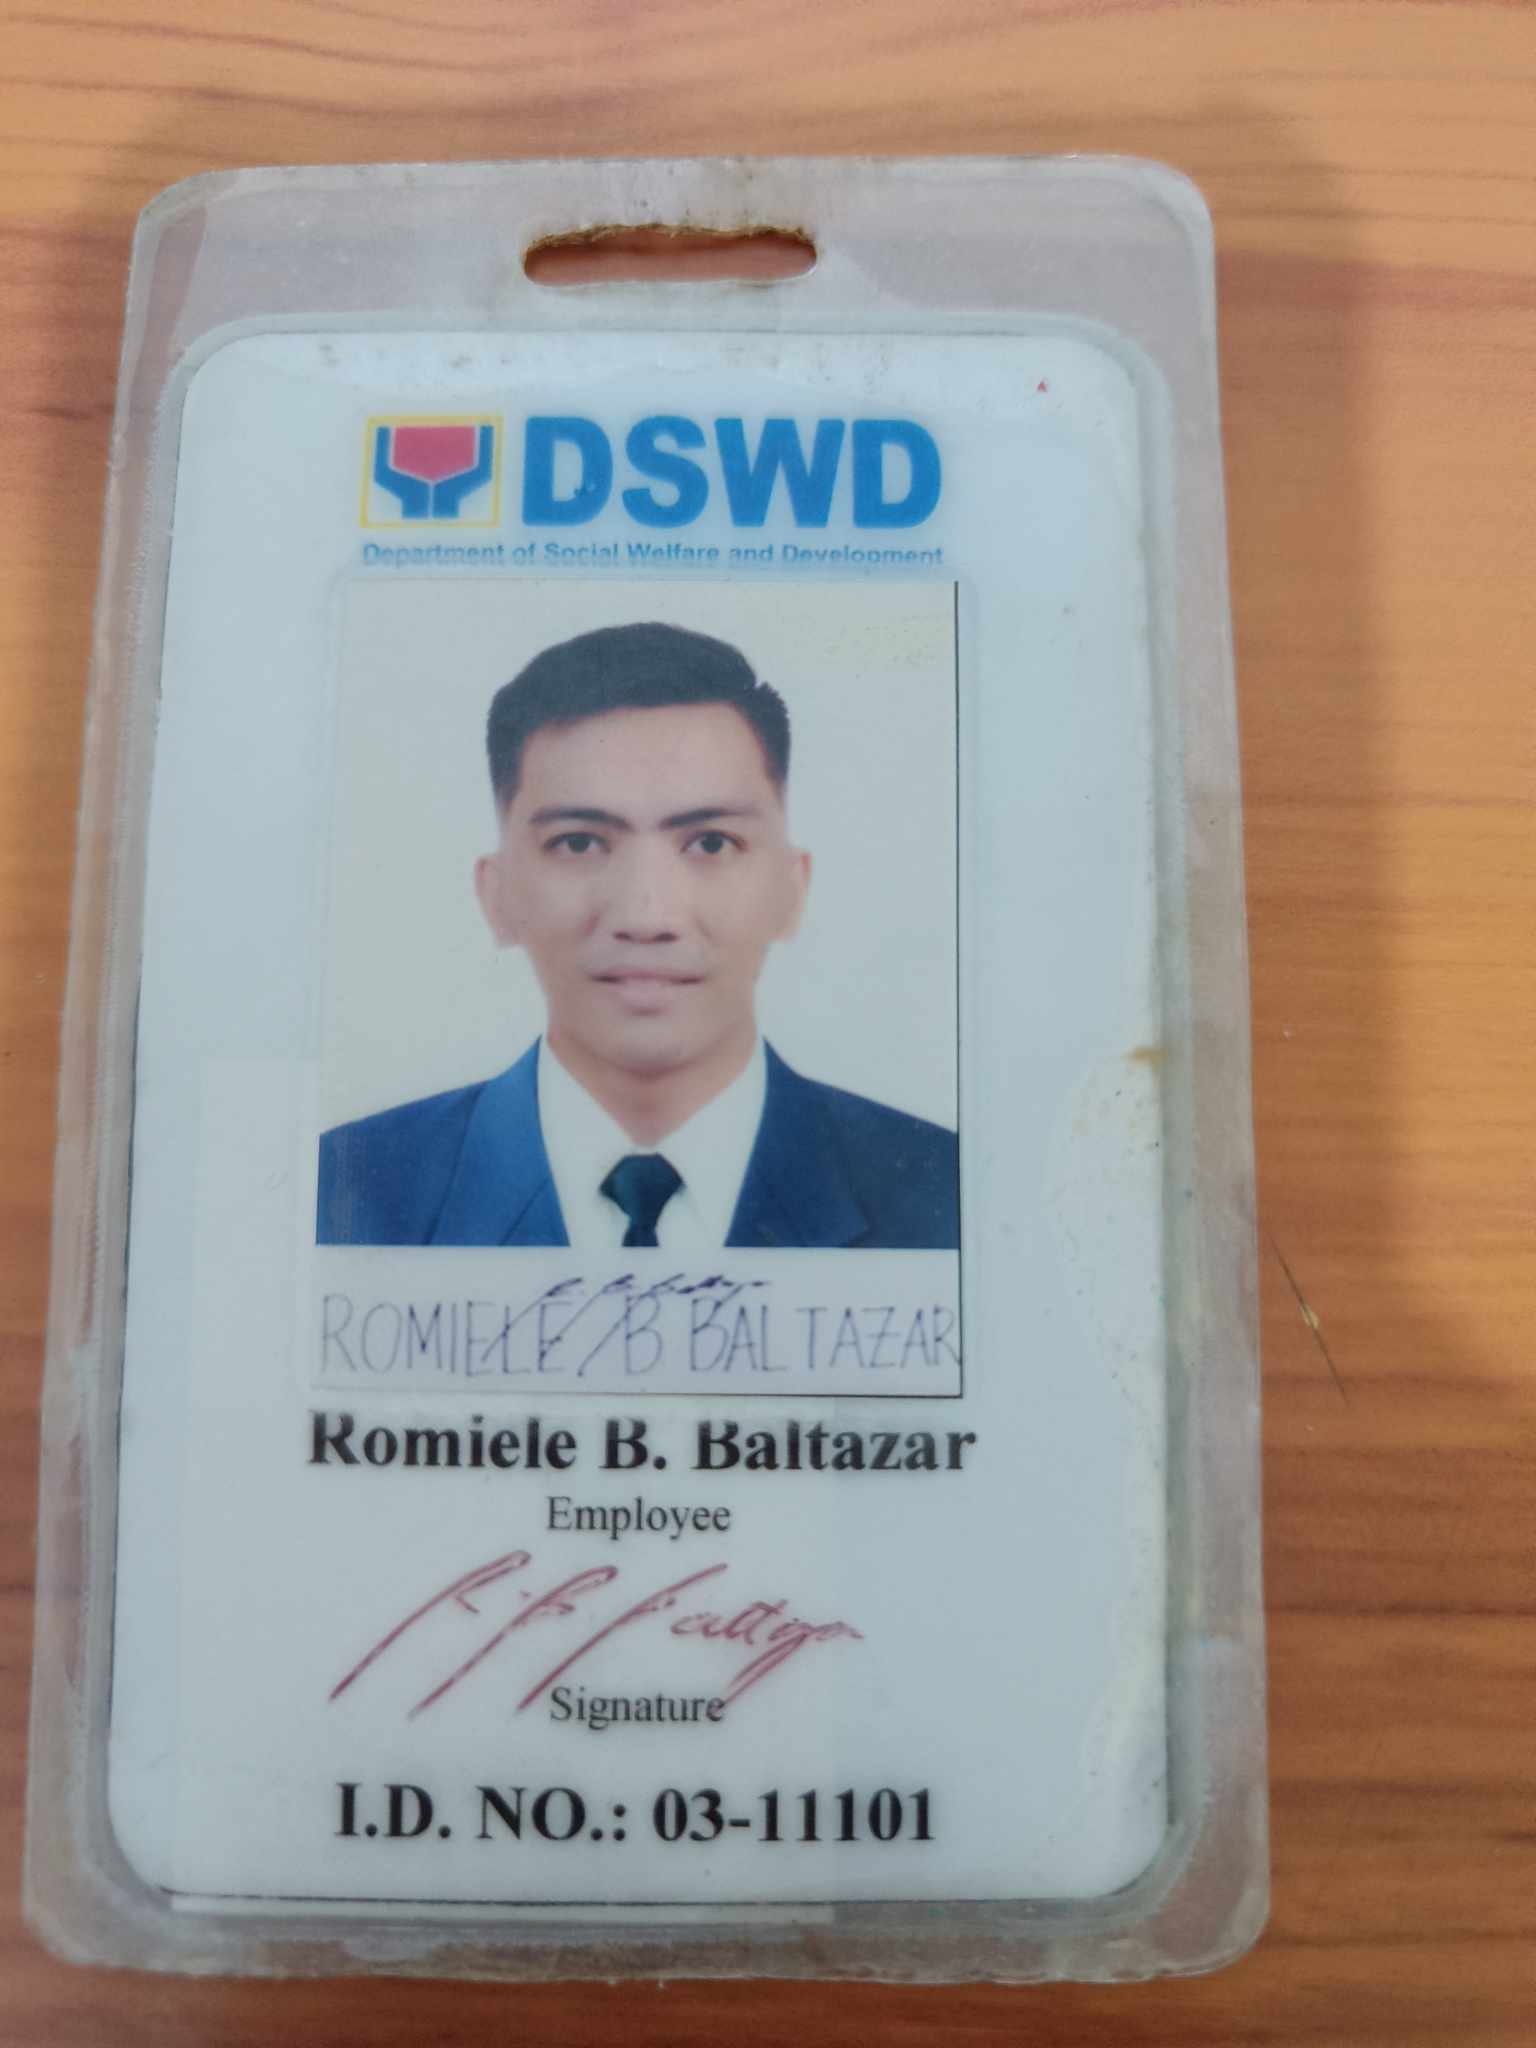 DSWD
Department of Social Welfare and Development
ROMIELE B BALTAZAR
Romiele B. Baltazar
Employee
Signature
I.D. NO.: 03-11101